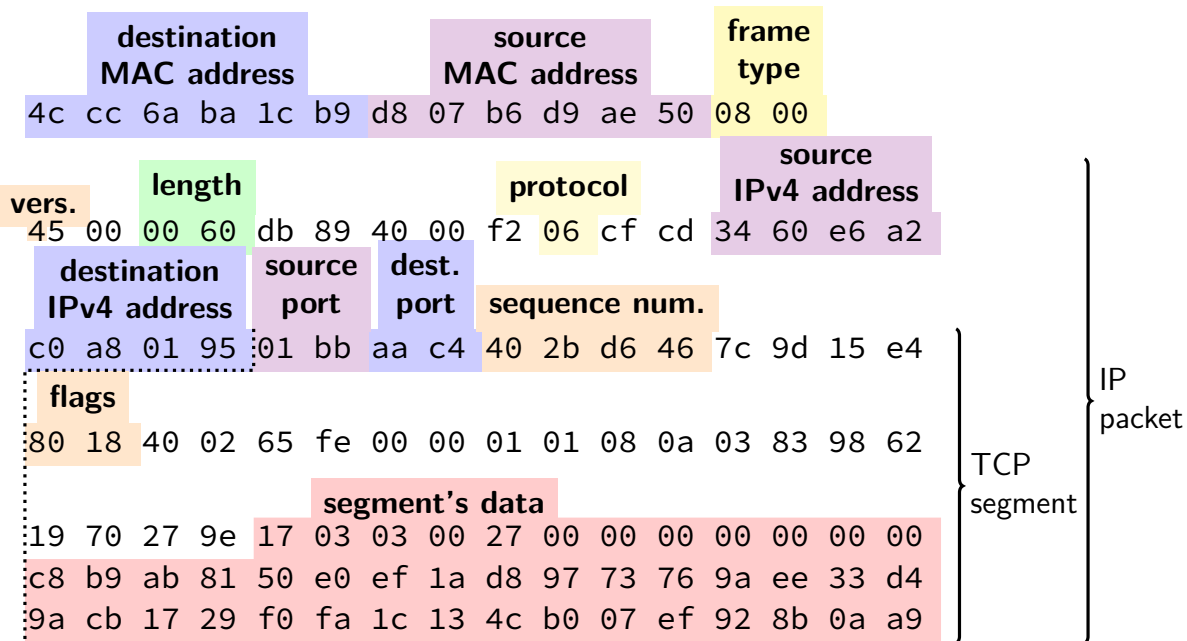 destination
MAC address
source
MAC address
frame
type
4c cc 6a ba 1c b9 d8 07 b6 d9 ae 50 08 00
vers.
length
protocol
source
IPv4 address
45 00 00 60 db 89 40 00 f2 06 cf cd 34 60 e6 a2
destination
IPv4 address
source
port
dest.
port
sequence num.
c0 a8 01 95 01 bb aa c4 40 2b d6 46 7c 9d 15 e4
flags
80 18 40 02 65 fe 00 00 01 01 08 0a 03 83 98 62
segment's data
19 70 27 9e 17 03 03 00 27 00 00 00 00 00 00 00
c8 b9 ab 81 50 e0 ef 1a d8 97 73 76 9a ee 33 d4
9a cb 17 29 f0 fa 1c 13 4c b0 07 ef 92 8b 0a a9
TCP
segment
IP
packet